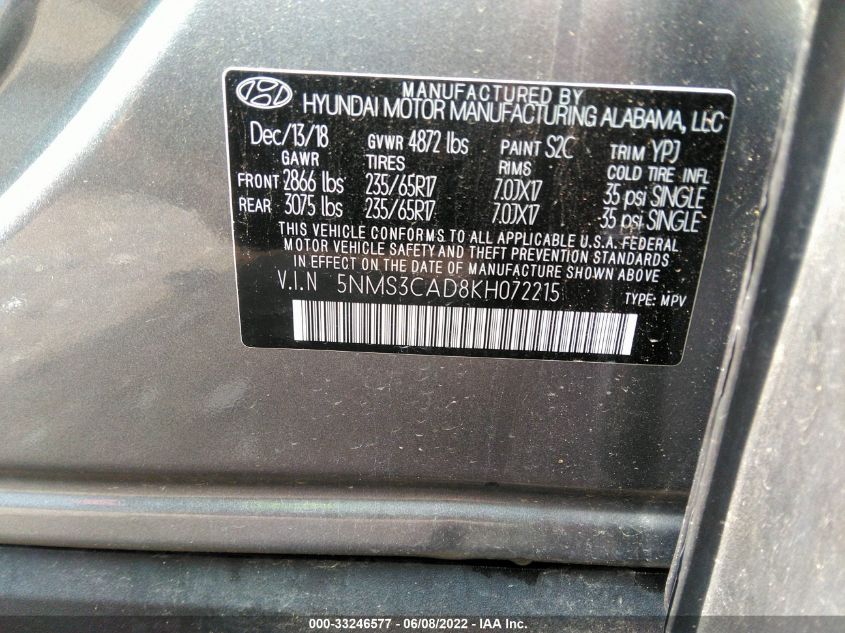 MANUFACTURED BY
HYUNDAI MOTOR MANUFACTURING ALABAMA, LLC
Dec/13/18 GVWR 4872 lbs PAINT S2C TRIM YPJ
GAWR TIRES RIMS COLD TIRE INFL
FRONT 2866 lbs 235/65R17 7.0JX17 35 psi SINGLE
REAR 3075 lbs 235/65R17 7.0JX17 35 psi SINGLE
THIS VEHICLE CONFORMS TO ALL APPLICABLE U.S.A. FEDERAL
MOTOR VEHICLE SAFETY AND THEFT PREVENTION STANDARDS
IN EFFECT ON THE DATE OF MANUFACTURE SHOWN ABOVE
V.I.N 5NMS3CAD8KH072215 TYPE: MPV
000-33246577 - 06/08/2022 - IAA Inc.